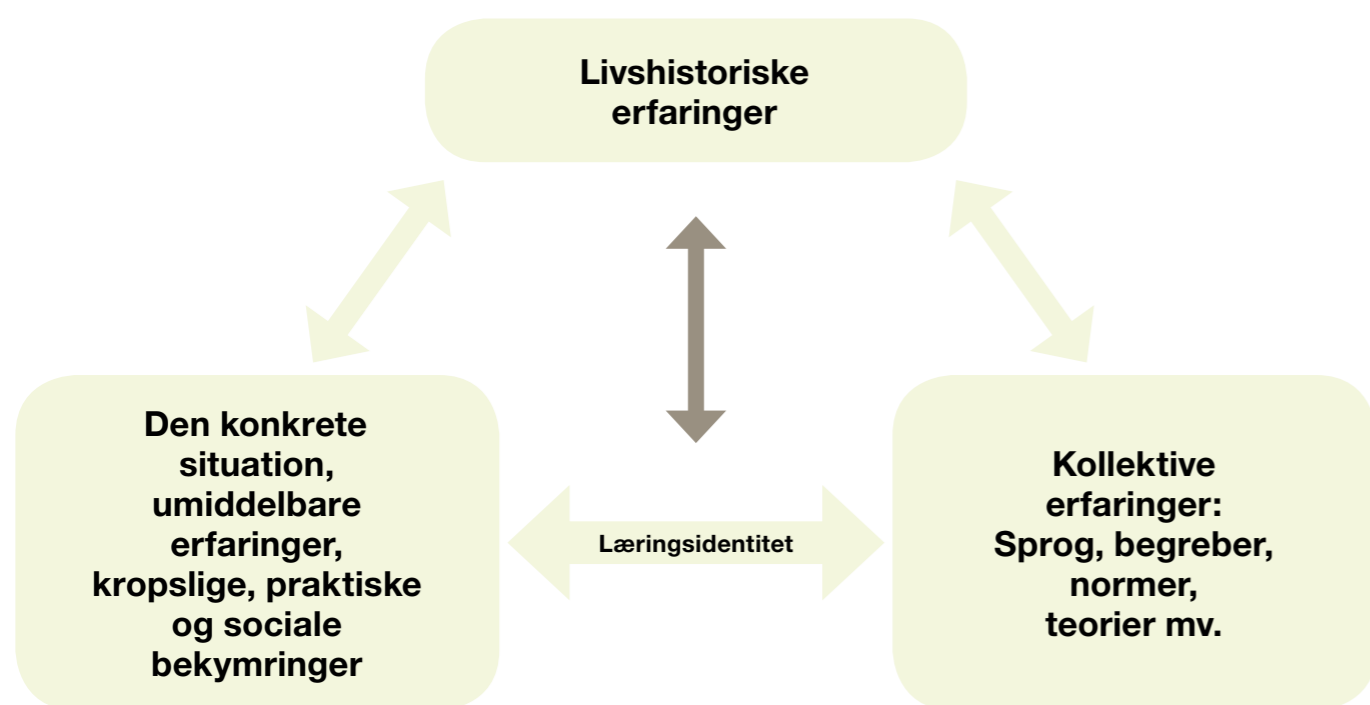 Livshistoriske
erfaringer
Den konkrete
situation,
umiddelbare
erfaringer,
kropslige, praktiske
og sociale
bekymringer
Læringsidentitet
Kollektive
erfaringer:
Sprog, begreber,
normer,
teorier mv.